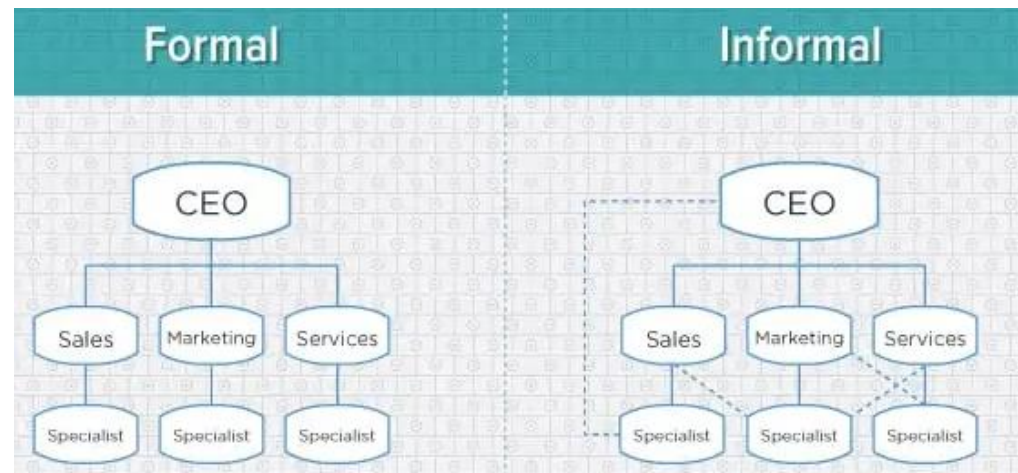 Formal
CEO
Sales Marketing Services
Specialist Specialist Specialist
Informal
CEO
Sales Marketing Services
Specialist Specialist Specialist